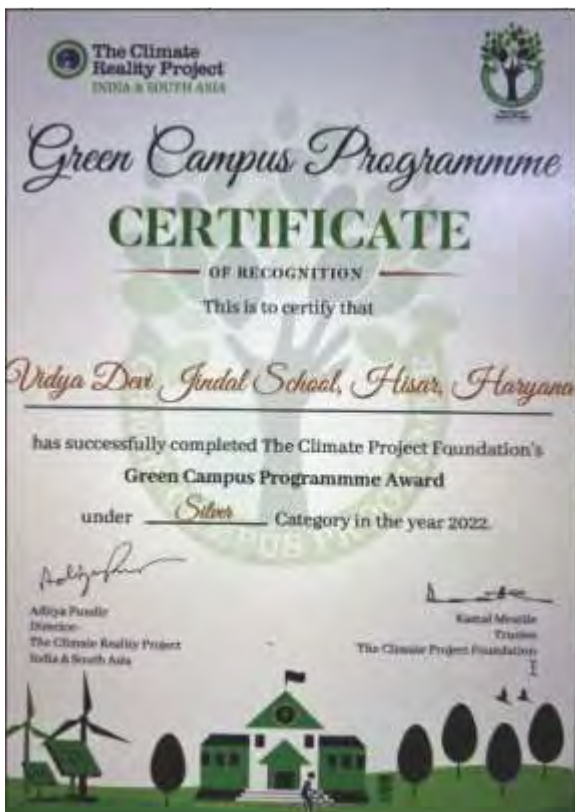 The Climate
Reality Project
INDIA & SOUTH ASIA
Green Campus Programmme
CERTIFICATE
OF RECOGNITION
This is to certify that
Vidya Devi Jindal School, Hisar, Haryana
has successfully completed The Climate Project Foundation's
Green Campus Programmme Award
under Silver Category in the year 2022.
Aditya Pundir
Director
The Climate Reality Project
India & South Asia
Kamal
Trustee
The Climate Project Foundation